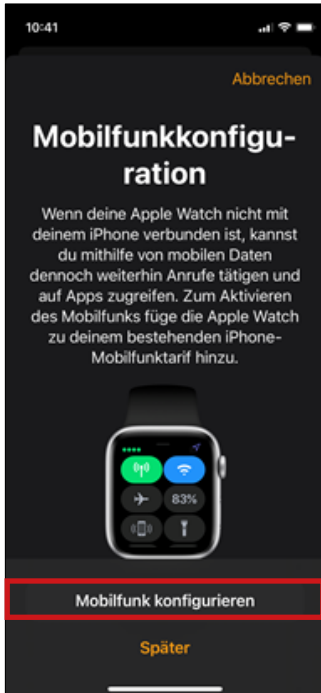 10:41
Abbrechen
Mobilfunkkonfigu-
ration
Wenn deine Apple Watch nicht mit
deinem iPhone verbunden ist, kannst
du mithilfe von mobilen Daten
dennoch weiterhin Anrufe tätigen und
auf Apps zugreifen. Zum Aktivieren
des Mobilfunks füge die Apple Watch
zu deinem bestehenden iPhone-
Mobilfunktarif hinzu.
83%
Mobilfunk konfigurieren
Später